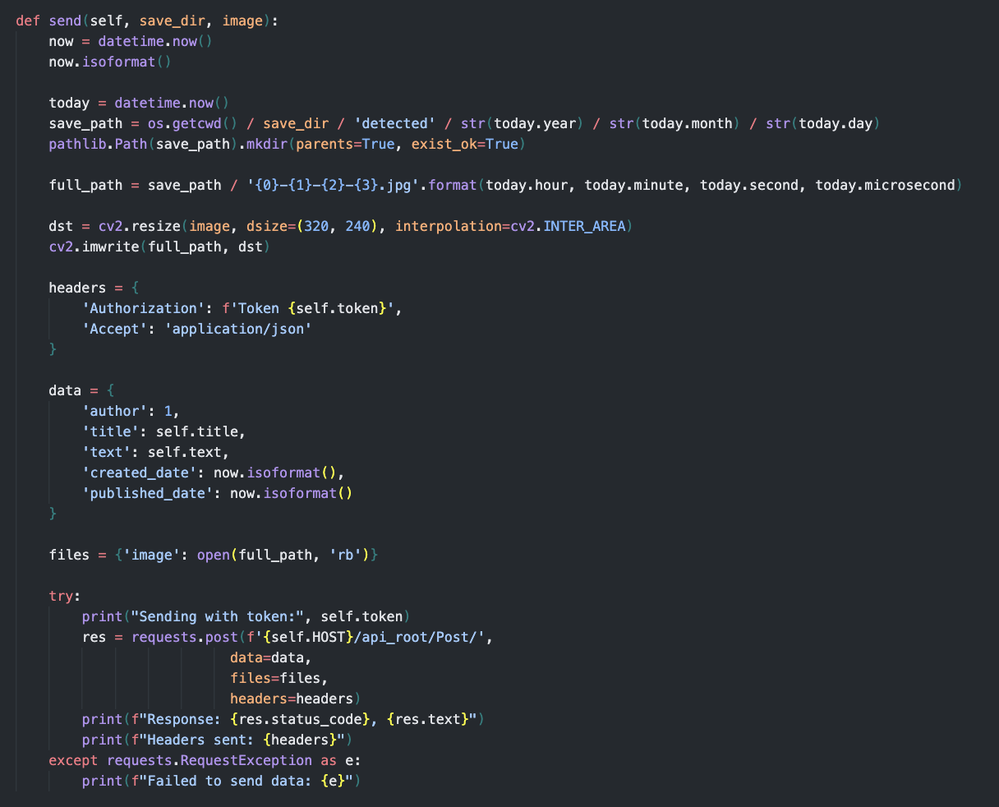 def send(self, save_dir, image):
    now = datetime.now()
    now.isoformat()

    today = datetime.now()
    save_path = os.getcwd() / save_dir / 'detected' / str(today.year) / str(today.month) / str(today.day)
    pathlib.Path(save_path).mkdir(parents=True, exist_ok=True)

    full_path = save_path / '{0}-{1}-{2}-{3}.jpg'.format(today.hour, today.minute, today.second, today.microsecond)

    dst = cv2.resize(image, dsize=(320, 240), interpolation=cv2.INTER_AREA)
    cv2.imwrite(full_path, dst)

    headers = {
        'Authorization': f'Token {self.token}',
        'Accept': 'application/json'
    }

    data = {
        'author': 1,
        'title': self.title,
        'text': self.text,
        'created_date': now.isoformat(),
        'published_date': now.isoformat()
    }

    files = {'image': open(full_path, 'rb')}

    try:
        print("Sending with token:", self.token)
        res = requests.post(f'{self.HOST}/api_root/Post/',
                          data=data,
                          files=files,
                          headers=headers)
        print(f"Response: {res.status_code}, {res.text}")
        print(f"Headers sent: {headers}")
    except requests.RequestException as e:
        print(f"Failed to send data: {e}")